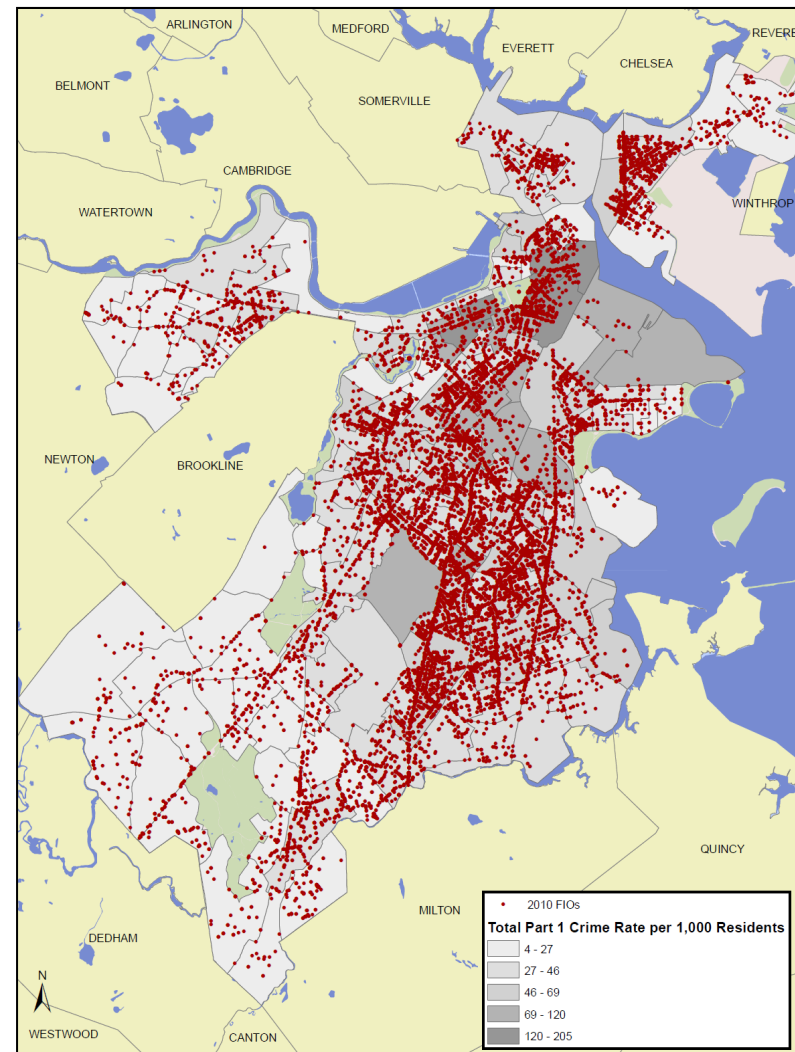 ARLINGTON
MEDFORD
REVERE
EVERETT
CHELSEA
BELMONT
SOMERVILLE
CAMBRIDGE
WATERTOWN
WINTHROP
NEWTON
BROOKLINE
QUINCY
MILTON
DEDHAM
N
WESTWOOD
CANTON
2010 FIOs
Total Part 1 Crime Rate per 1,000 Residents
4 - 27
27 - 46
46 - 69
69 - 120
120 - 205